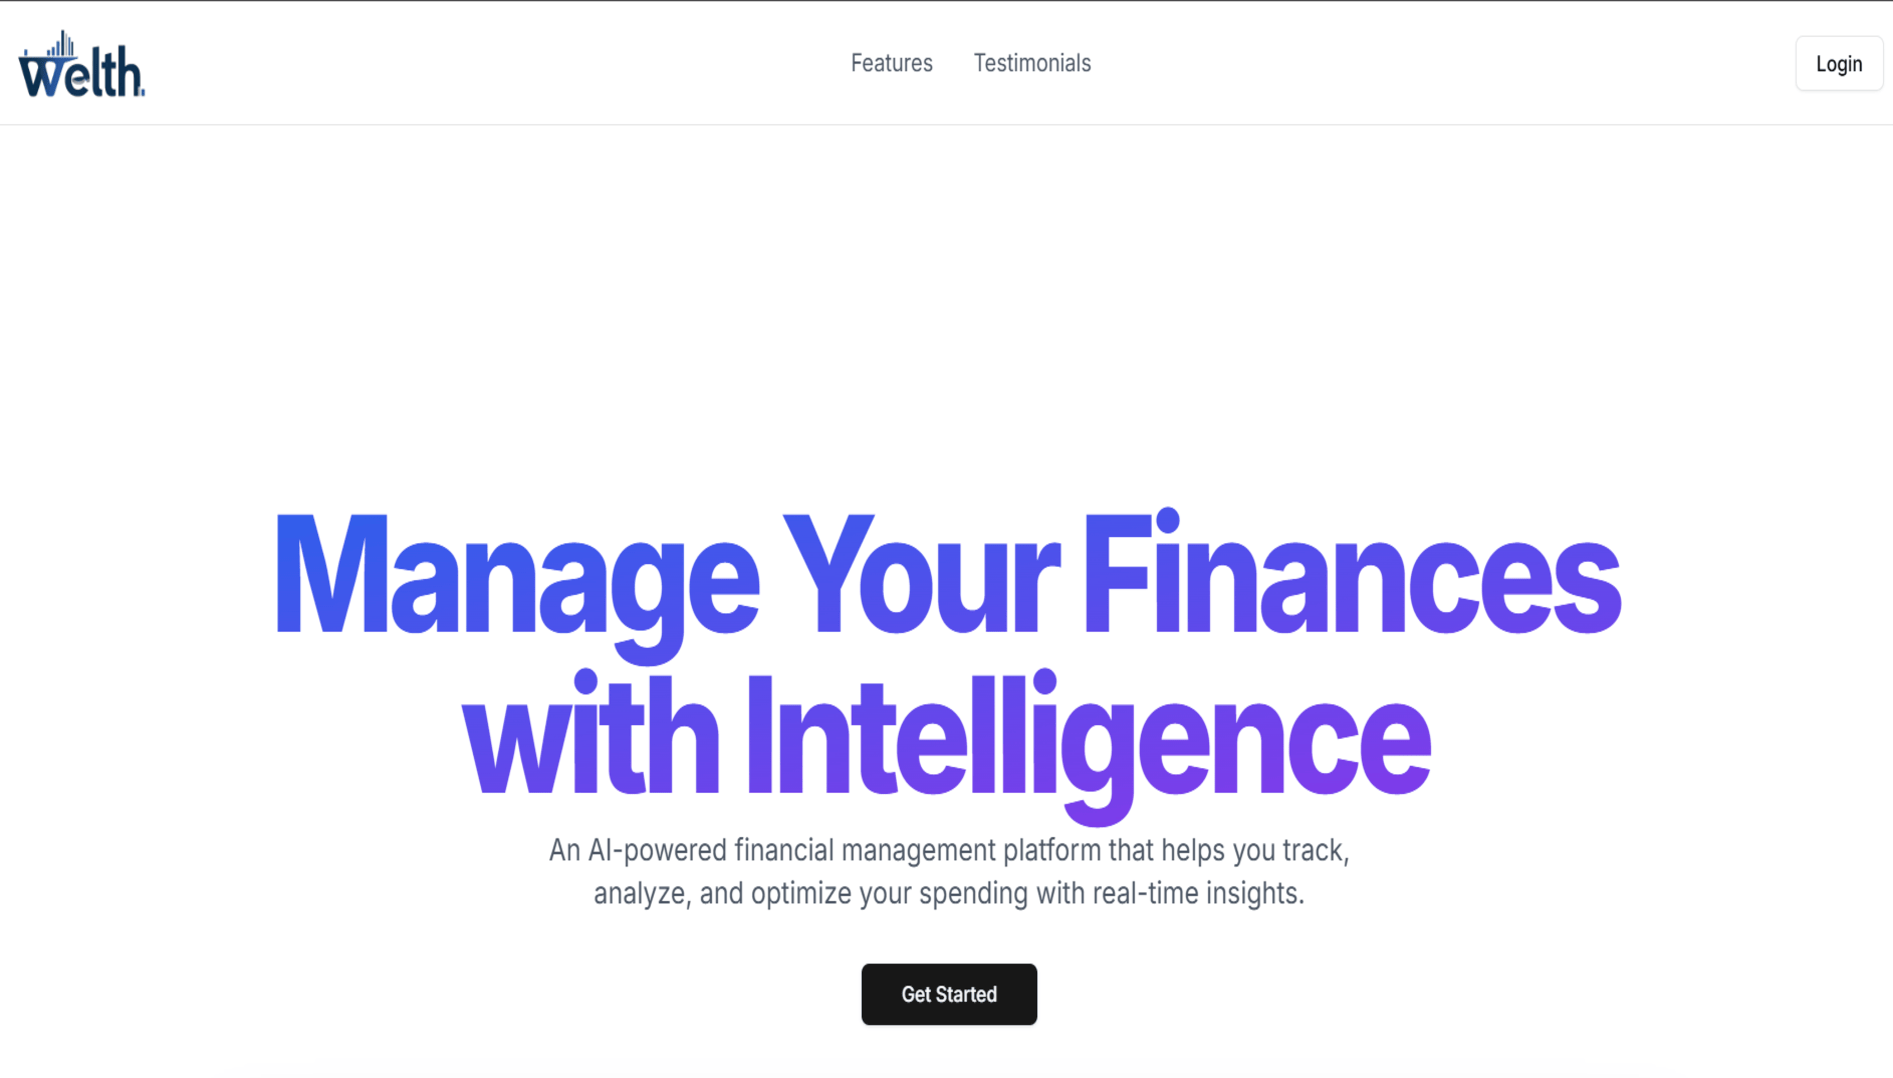 Welth.
Features
Testimonials
Login
Manage Your Finances
with Intelligence
An AI-powered financial management platform that helps you track,
analyze, and optimize your spending with real-time insights.
Get Started